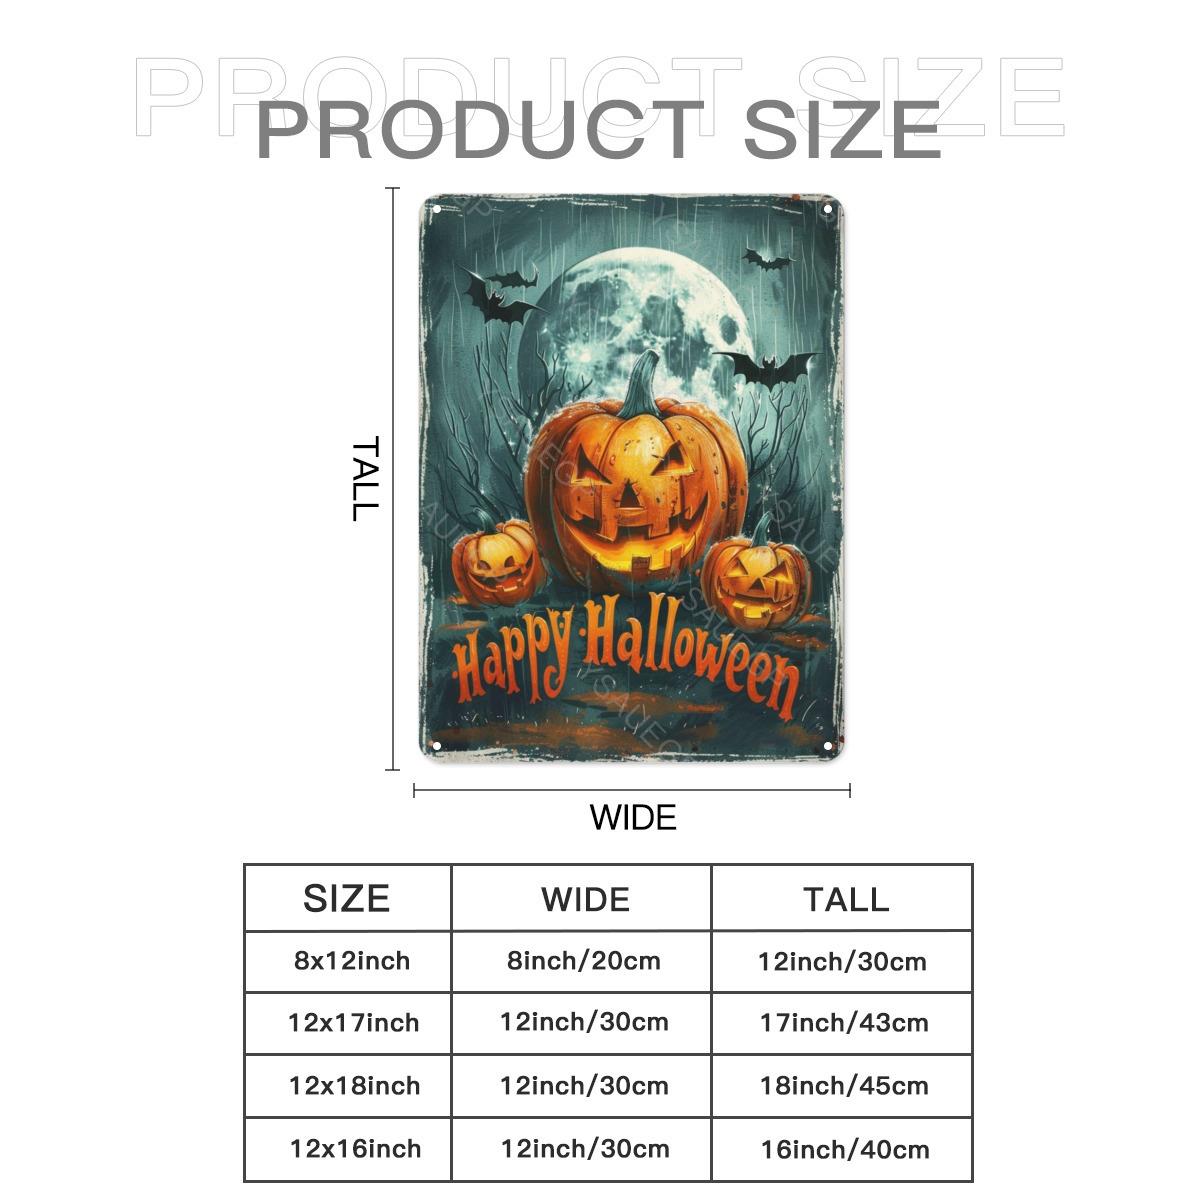 PRODUCT SIZE
PRODUCT SIZE
TALL
Happy Halloween
WIDE
SIZE WIDE TALL
8x12inch 8inch/20cm 12inch/30cm
12x17inch 12inch/30cm 17inch/43cm
12x18inch 12inch/30cm 18inch/45cm
12x16inch 12inch/30cm 16inch/40cm